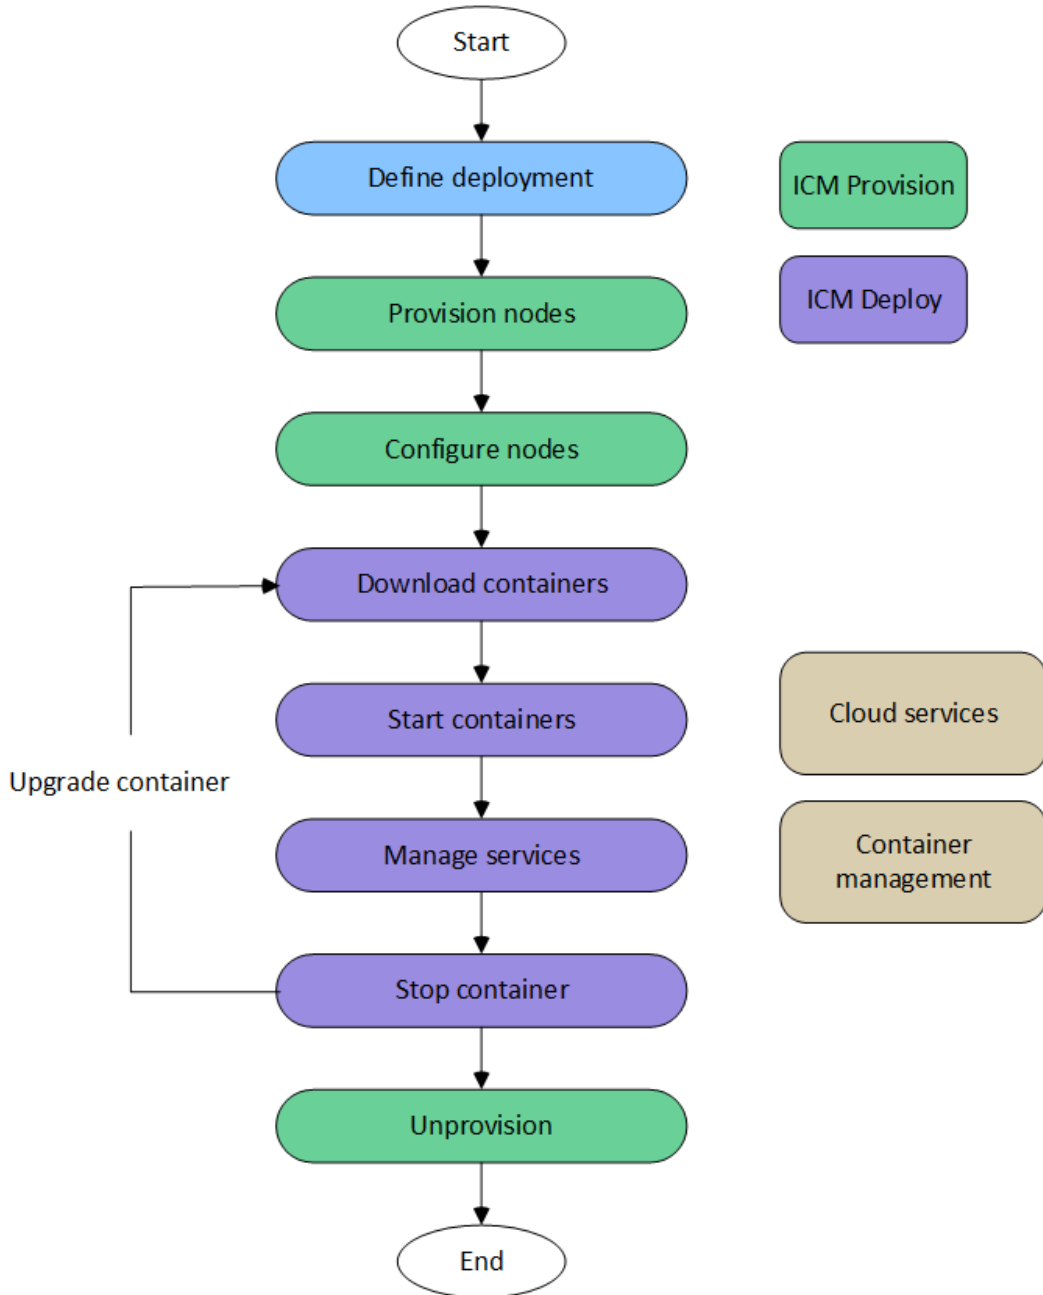 Start
Define deployment
ICM Provision
Provision nodes
ICM Deploy
Configure nodes
Download containers
Start containers
Cloud services
Upgrade container
Manage services
Container
management
Stop container
Unprovision
End